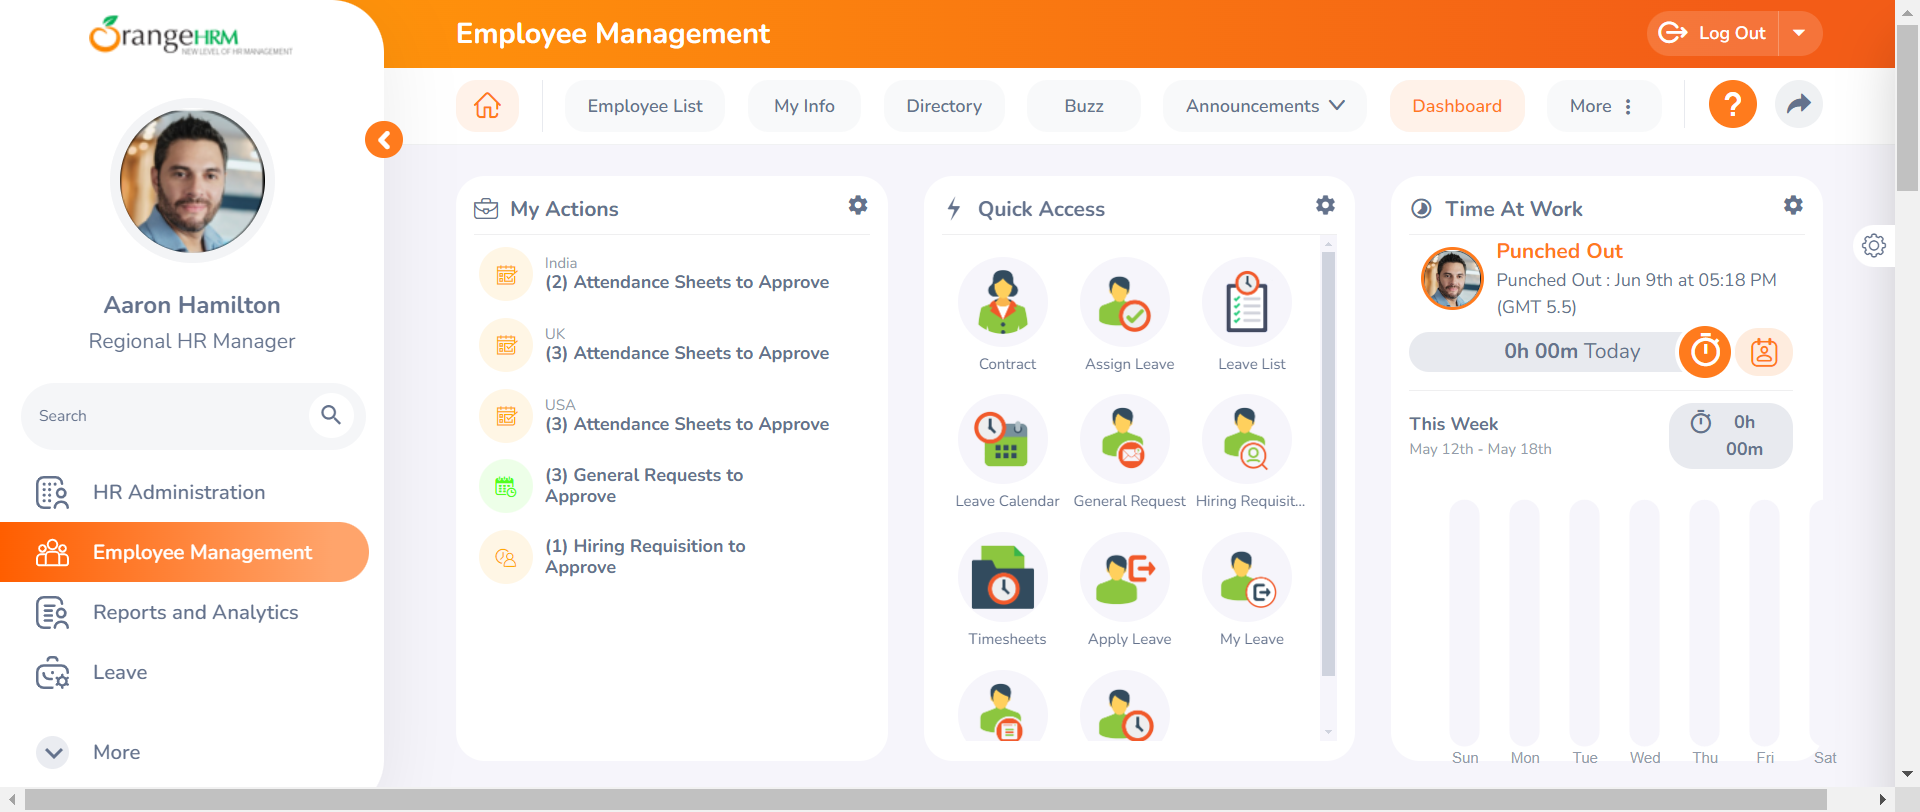 OrangeHRM
NEW LEVEL OF HR MANAGEMENT
Aaron Hamilton
Regional HR Manager
Search
HR Administration
Employee Management
Reports and Analytics
Leave
More
Employee Management
Log Out
Employee List
My Info
Directory
Buzz
Announcements
Dashboard
More
?
My Actions
India
(2) Attendance Sheets to Approve
UK
(3) Attendance Sheets to Approve
USA
(3) Attendance Sheets to Approve
(3) General Requests to
Approve
(1) Hiring Requisition to
Approve
Quick Access
Contract
Assign Leave
Leave List
Leave Calendar
General Request
Hiring Requisit...
Timesheets
Apply Leave
My Leave
Time At Work
Punched Out
Punched Out : Jun 9th at 05:18 PM
(GMT 5.5)
0h 00m Today
This Week
May 12th - May 18th
0h
00m
Sun Mon Tue Wed Thu Fri Sat